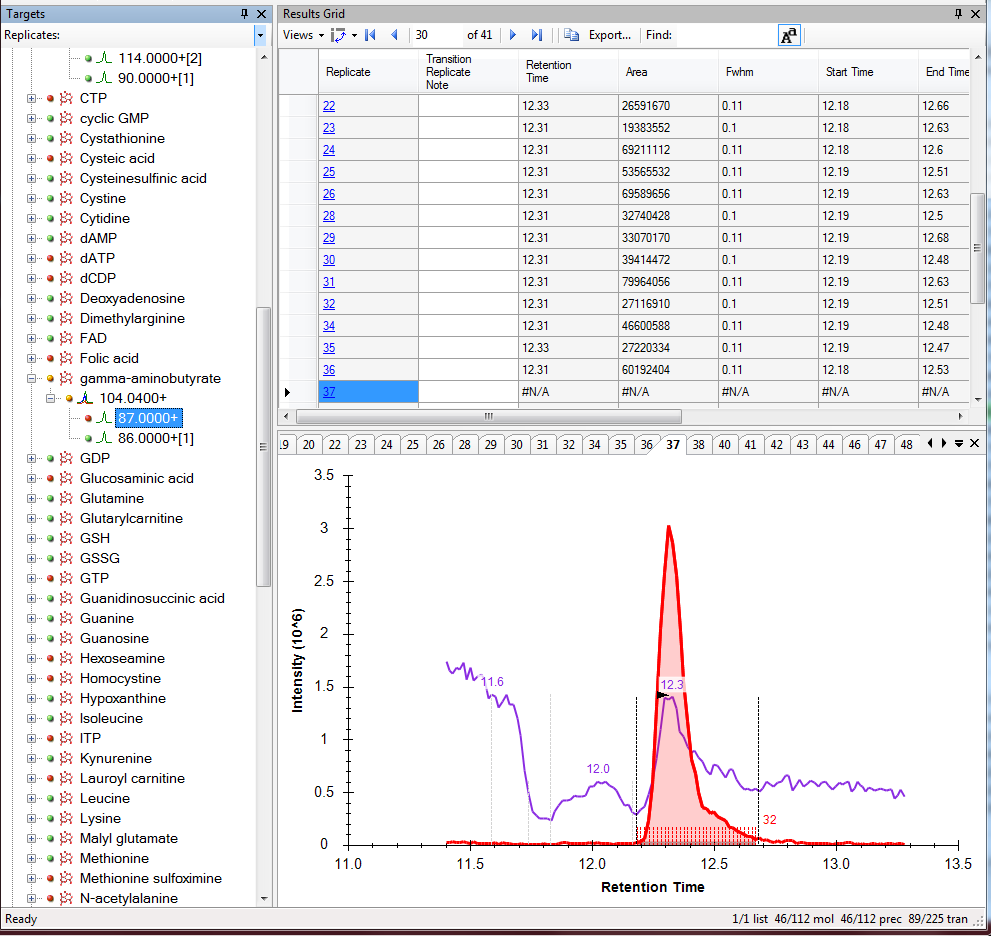 Targets
Replicates:
114.0000+[2]
90.0000+[1]
CTP
cyclic GMP
Cystathionine
Cysteic acid
Cysteinesulfinic acid
Cystine
Cytidine
dAMP
dATP
dCDP
Deoxyadenosine
Dimethylarginine
FAD
Folic acid
gamma-aminobutyrate
104.0400+
87.0000+
86.0000+[1]
GDP
Glucosaminic acid
Glutamine
Glutarylcarnitine
GSH
GSSG
GTP
Guanidinosuccinic acid
Guanine
Guanosine
Hexoseamine
Homocystine
Hypoxanthine
Isoleucine
ITP
Kynurenine
Lauroyl carnitine
Leucine
Lysine
Malyl glutamate
Methionine
Methionine sulfoximine
N-acetylalanine
Results Grid
Views 30 of 41 Export... Find: Aa
Replicate Transition Replicate Note Retention Time Area Fwhm Start Time End Time
22 12.33 26591670 0.11 12.18 12.66
23 12.31 19383552 0.1 12.18 12.63
24 12.31 69211112 0.11 12.18 12.6
25 12.31 53565532 0.11 12.19 12.51
26 12.31 69589656 0.11 12.19 12.63
28 12.31 32740428 0.1 12.19 12.5
29 12.31 33070170 0.11 12.19 12.68
30 12.31 39414472 0.1 12.19 12.48
31 12.31 79964056 0.11 12.19 12.63
32 12.31 27116910 0.1 12.19 12.51
34 12.31 46600588 0.11 12.19 12.48
35 12.33 27220334 0.11 12.19 12.47
36 12.31 60192404 0.11 12.19 12.53
37 #N/A #N/A #N/A #N/A #N/A
19 20 22 23 24 25 26 28 29 30 31 32 34 35 36 37 38 40 41 42 43 44 46 47 48
3.5
3
2.5
2
1.5
1
0.5
0
Intensity (10^6)
11.6
12.0
12.3
32
11.0 11.5 12.0 12.5 13.0 13.5
Retention Time
Ready 1/1 list 46/112 mol 46/112 prec 89/225 tran